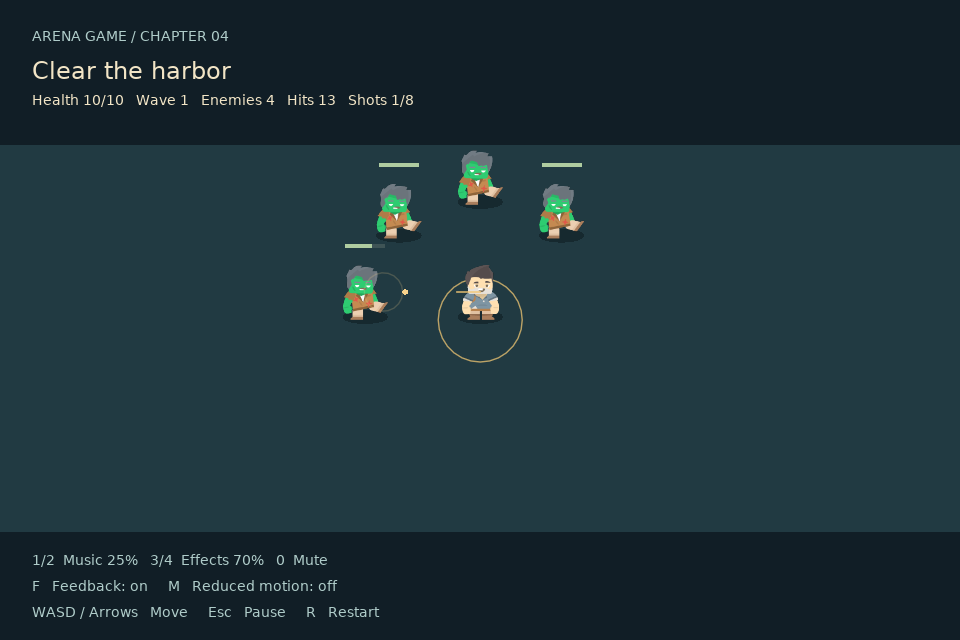 ARENA GAME / CHAPTER 04
Clear the harbor
Health 10/10 Wave 1 Enemies 4 Hits 13 Shots 1/8
1/2 Music 25% 3/4 Effects 70% 0 Mute
F Feedback: on M Reduced motion: off
WASD / Arrows Move Esc Pause R Restart